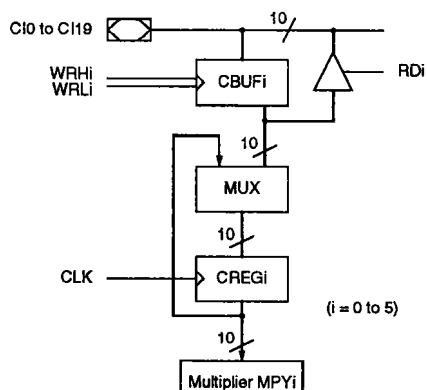 CI0 to CI19
10
WRHi
WRLi
CBUFi
RDi
10
MUX
10
CLK
CREGi
(i = 0 to 5)
10
Multiplier MPYi